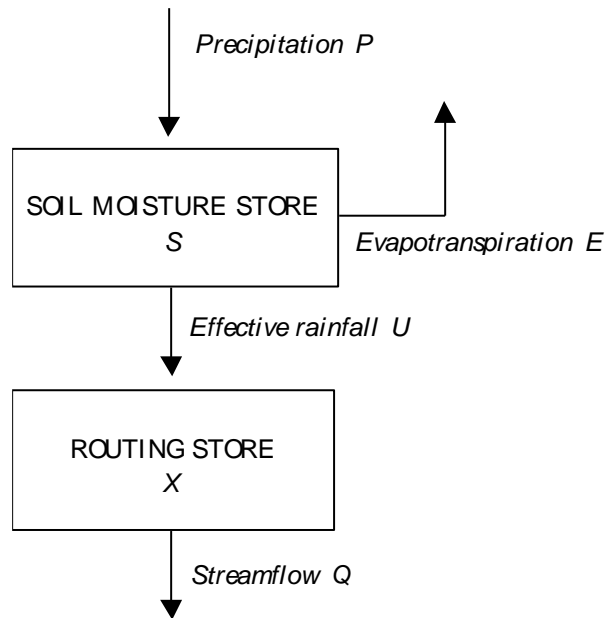 Precipitation P
SOIL MOISTURE STORE
S
Evapotranspiration E
Effective rainfall U
ROUTING STORE
X
Streamflow Q